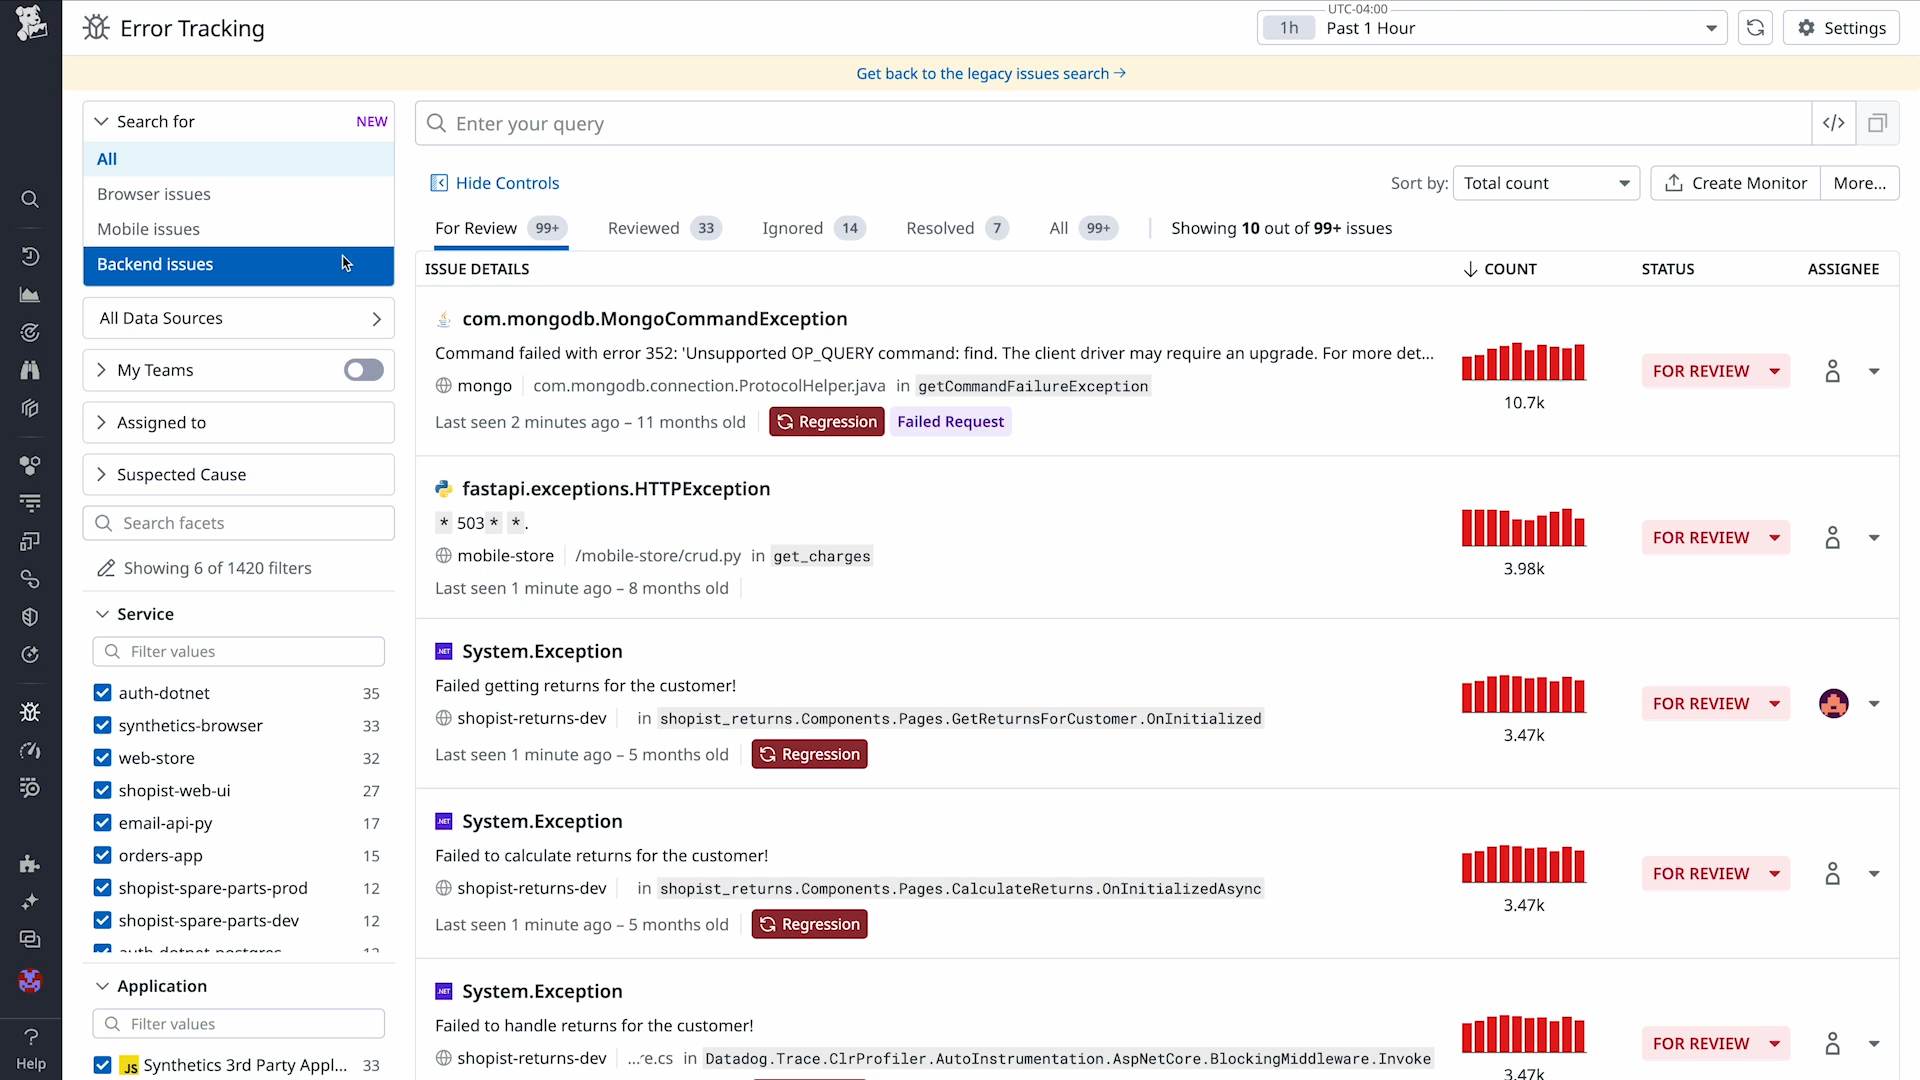 Error Tracking
UTC-04:00
1h Past 1 Hour
Settings
Get back to the legacy issues search →
Search for NEW
All
Browser issues
Mobile issues
Backend issues
All Data Sources
My Teams
Assigned to
Suspected Cause
Search facets
Showing 6 of 1420 filters
Service
Filter values
auth-dotnet 35
synthetics-browser 33
web-store 32
shopist-web-ui 27
email-api-py 17
orders-app 15
shopist-spare-parts-prod 12
shopist-spare-parts-dev 12
auth-dotnet-postgres 12
Application
Filter values
JS Synthetics 3rd Party Appl... 33
Help
Enter your query
</>
Hide Controls
Sort by: Total count
Create Monitor
More...
For Review 99+
Reviewed 33
Ignored 14
Resolved 7
All 99+
Showing 10 out of 99+ issues
ISSUE DETAILS
COUNT
STATUS
ASSIGNEE
com.mongodb.MongoCommandException
Command failed with error 352: 'Unsupported OP_QUERY command: find. The client driver may require an upgrade. For more det...
mongo com.mongodb.connection.ProtocolHelper.java in getCommandFailureException
Last seen 2 minutes ago – 11 months old Regression Failed Request
10.7k
FOR REVIEW
fastapi.exceptions.HTTPException
* 503 * *.
mobile-store /mobile-store/crud.py in get_charges
Last seen 1 minute ago – 8 months old
3.98k
FOR REVIEW
.NET System.Exception
Failed getting returns for the customer!
shopist-returns-dev in shopist_returns.Components.Pages.GetReturnsForCustomer.OnInitialized
Last seen 1 minute ago – 5 months old Regression
3.47k
FOR REVIEW
.NET System.Exception
Failed to calculate returns for the customer!
shopist-returns-dev in shopist_returns.Components.Pages.CalculateReturns.OnInitializedAsync
Last seen 1 minute ago – 5 months old Regression
3.47k
FOR REVIEW
.NET System.Exception
Failed to handle returns for the customer!
shopist-returns-dev ...re.cs in Datadog.Trace.ClrProfiler.AutoInstrumentation.AspNetCore.BlockingMiddleware.Invoke
3.47k
FOR REVIEW